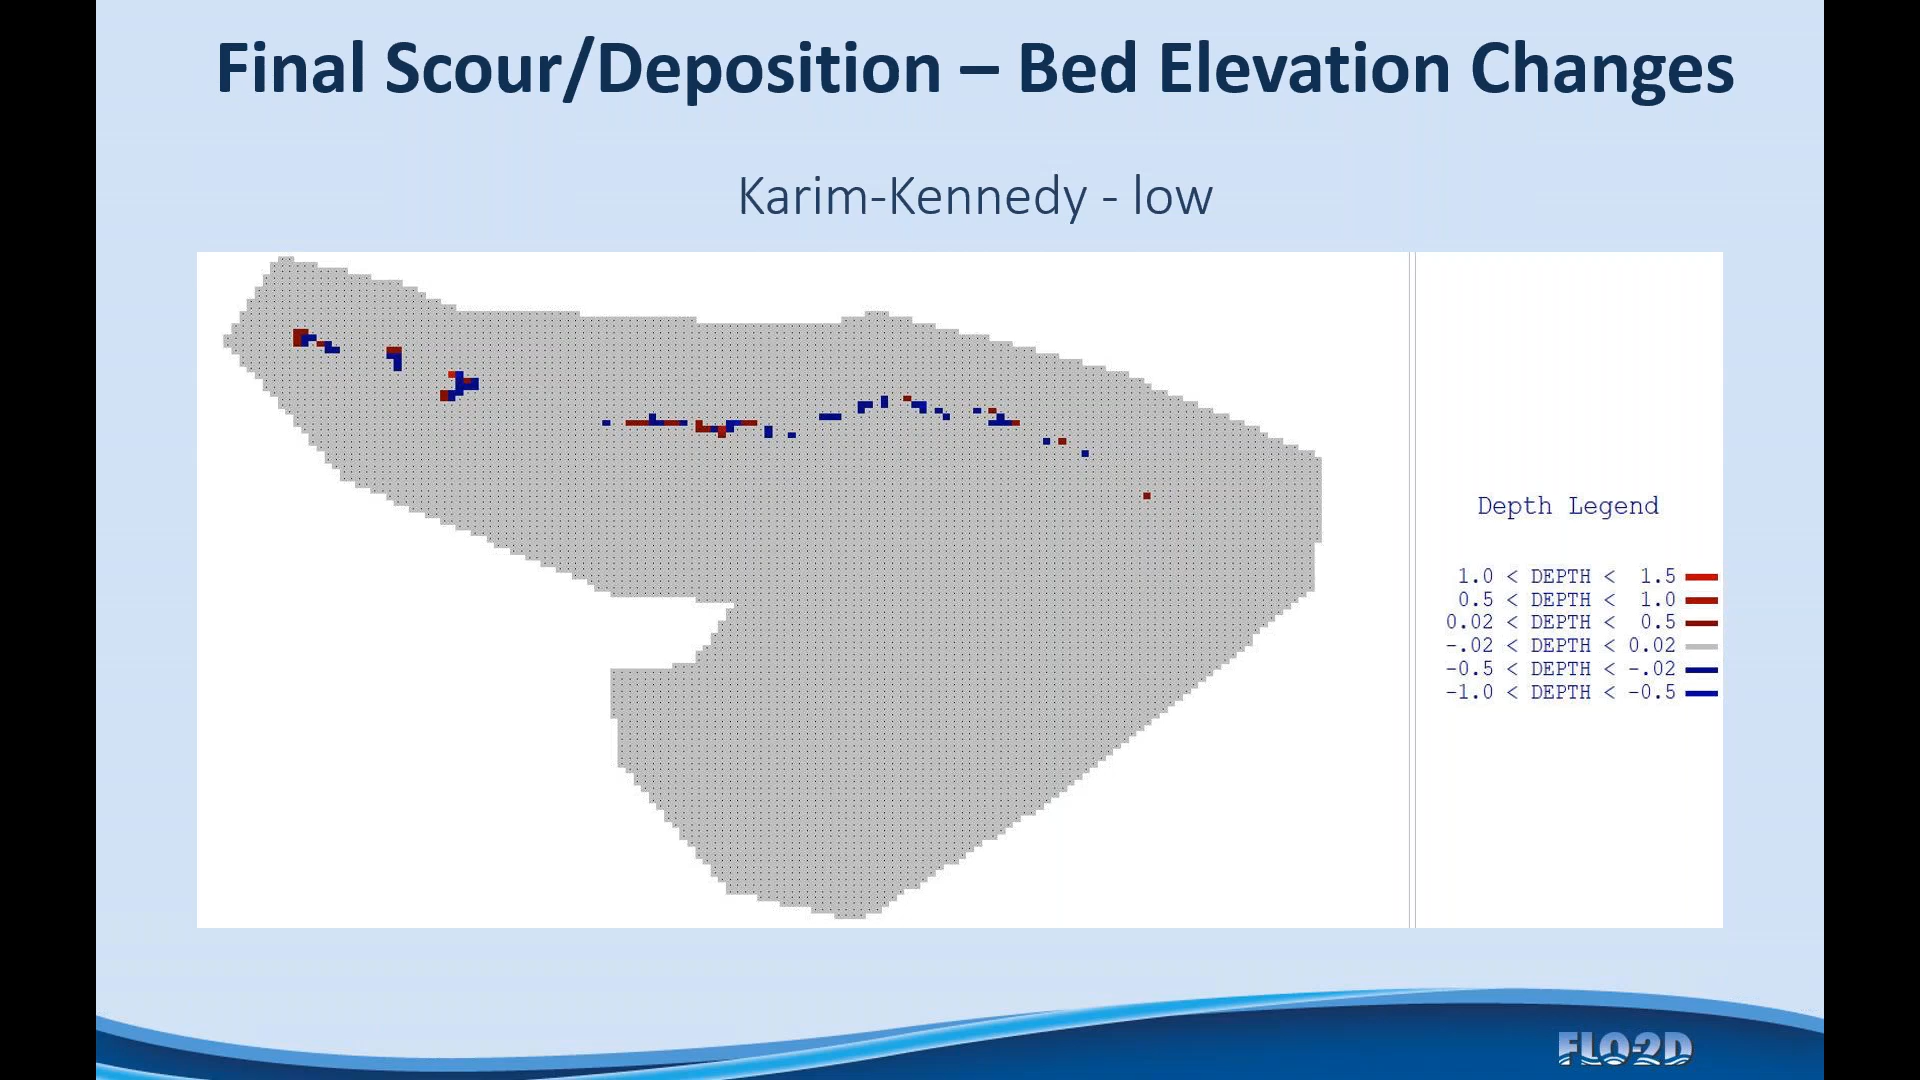 Final Scour/Deposition – Bed Elevation Changes
Karim-Kennedy - low
Depth Legend
1.0 < DEPTH < 1.5
0.5 < DEPTH < 1.0
0.02 < DEPTH < 0.5
-.02 < DEPTH < 0.02
-0.5 < DEPTH < -.02
-1.0 < DEPTH < -0.5
FLO-2D